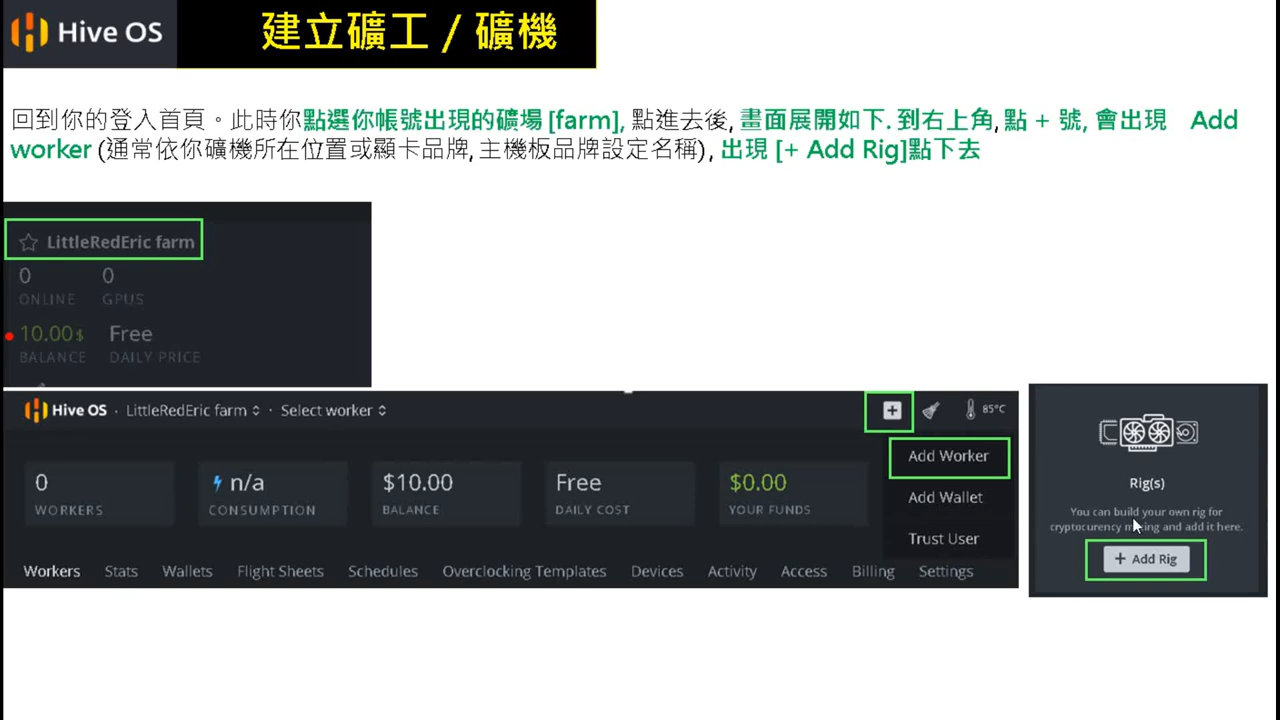 Hive OS
建立礦工 / 礦機
回到你的登入首頁。此時你點選你帳號出現的礦場 [farm], 點進去後, 畫面展開如下. 到右上角, 點 + 號, 會出現 Add
worker (通常依你礦機所在位置或顯卡品牌, 主機板品牌設定名稱), 出現 [+ Add Rig]點下去
LittleRedEric farm
0 0
ONLINE GPUS
10.00$ Free
BALANCE DAILY PRICE
Hive OS · LittleRedEric farm · Select worker 85°C
Add Worker
Add Wallet
Trust User
0 n/a $10.00 Free $0.00
WORKERS CONSUMPTION BALANCE DAILY COST YOUR FUNDS
Workers Stats Wallets Flight Sheets Schedules Overclocking Templates Devices Activity Access Billing Settings
Rig(s)
You can build your own rig for
cryptocurency mining and add it here.
+ Add Rig